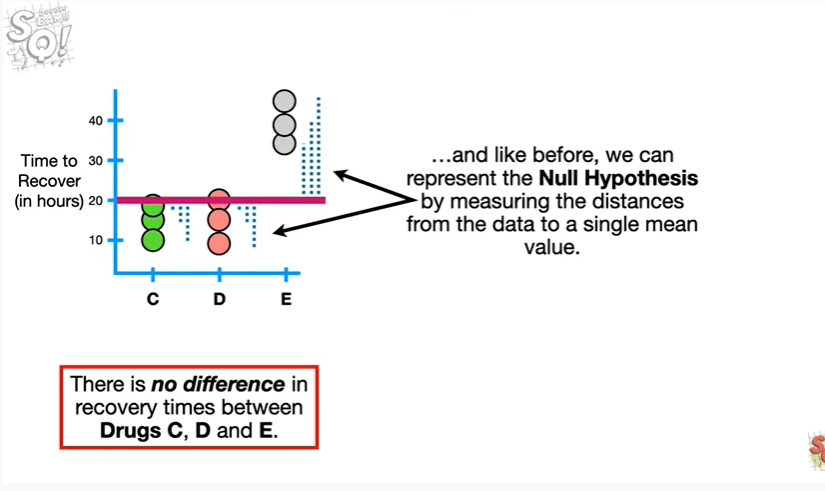 SQ!
40
30
20
10
Time to
Recover
(in hours)
C D E
…and like before, we can
represent the Null Hypothesis
by measuring the distances
from the data to a single mean
value.
There is no difference in
recovery times between
Drugs C, D and E.